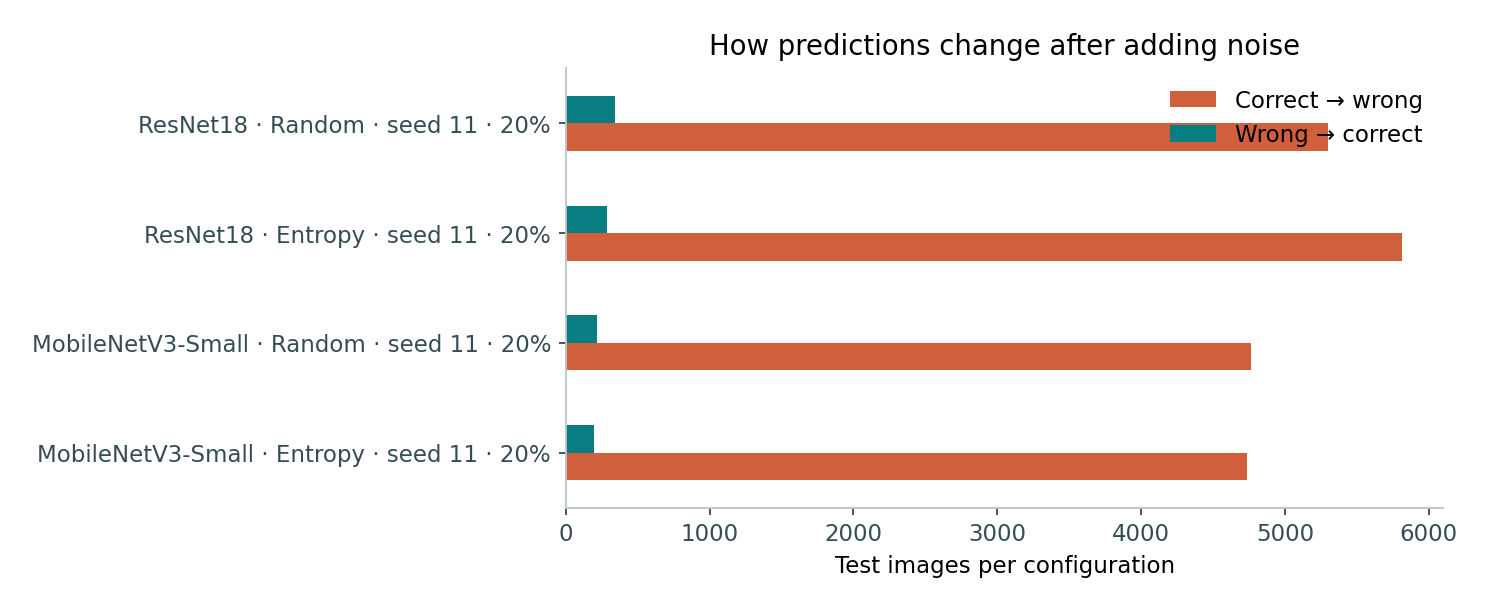 How predictions change after adding noise
Correct → wrong
Wrong → correct
ResNet18 · Random · seed 11 · 20%
ResNet18 · Entropy · seed 11 · 20%
MobileNetV3-Small · Random · seed 11 · 20%
MobileNetV3-Small · Entropy · seed 11 · 20%
0 1000 2000 3000 4000 5000 6000
Test images per configuration